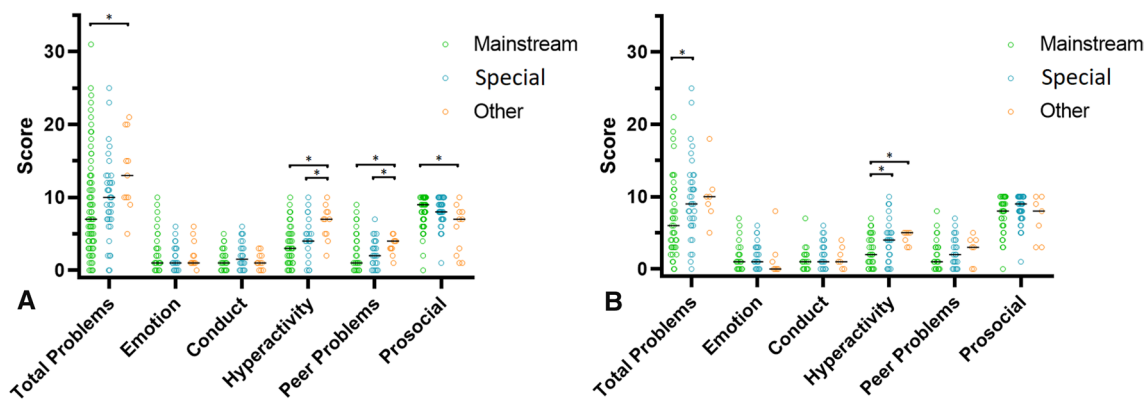 30
20
10
0
Score
*
*
*
*
*
*
Mainstream
Special
Other
A
Total Problems
Emotion
Conduct
Hyperactivity
Peer Problems
Prosocial
30
20
10
0
Score
*
*
*
Mainstream
Special
Other
B
Total Problems
Emotion
Conduct
Hyperactivity
Peer Problems
Prosocial